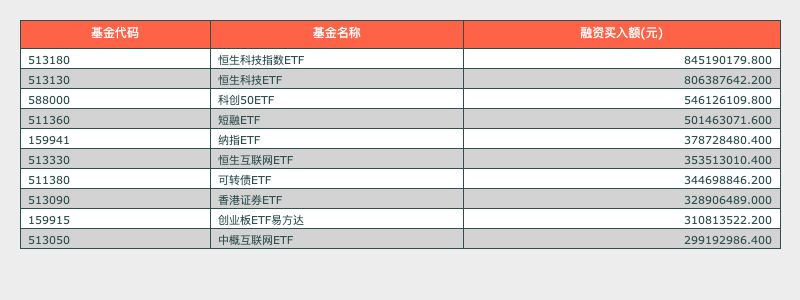 基金代码 基金名称 融资买入额(元)
513180 恒生科技指数ETF 845190179.800
513130 恒生科技ETF 806387642.200
588000 科创50ETF 546126109.800
511360 短融ETF 501463071.600
159941 纳指ETF 378728480.400
513330 恒生互联网ETF 353513010.400
511380 可转债ETF 344698846.200
513090 香港证券ETF 328906489.000
159915 创业板ETF易方达 310813522.200
513050 中概互联网ETF 299192986.400